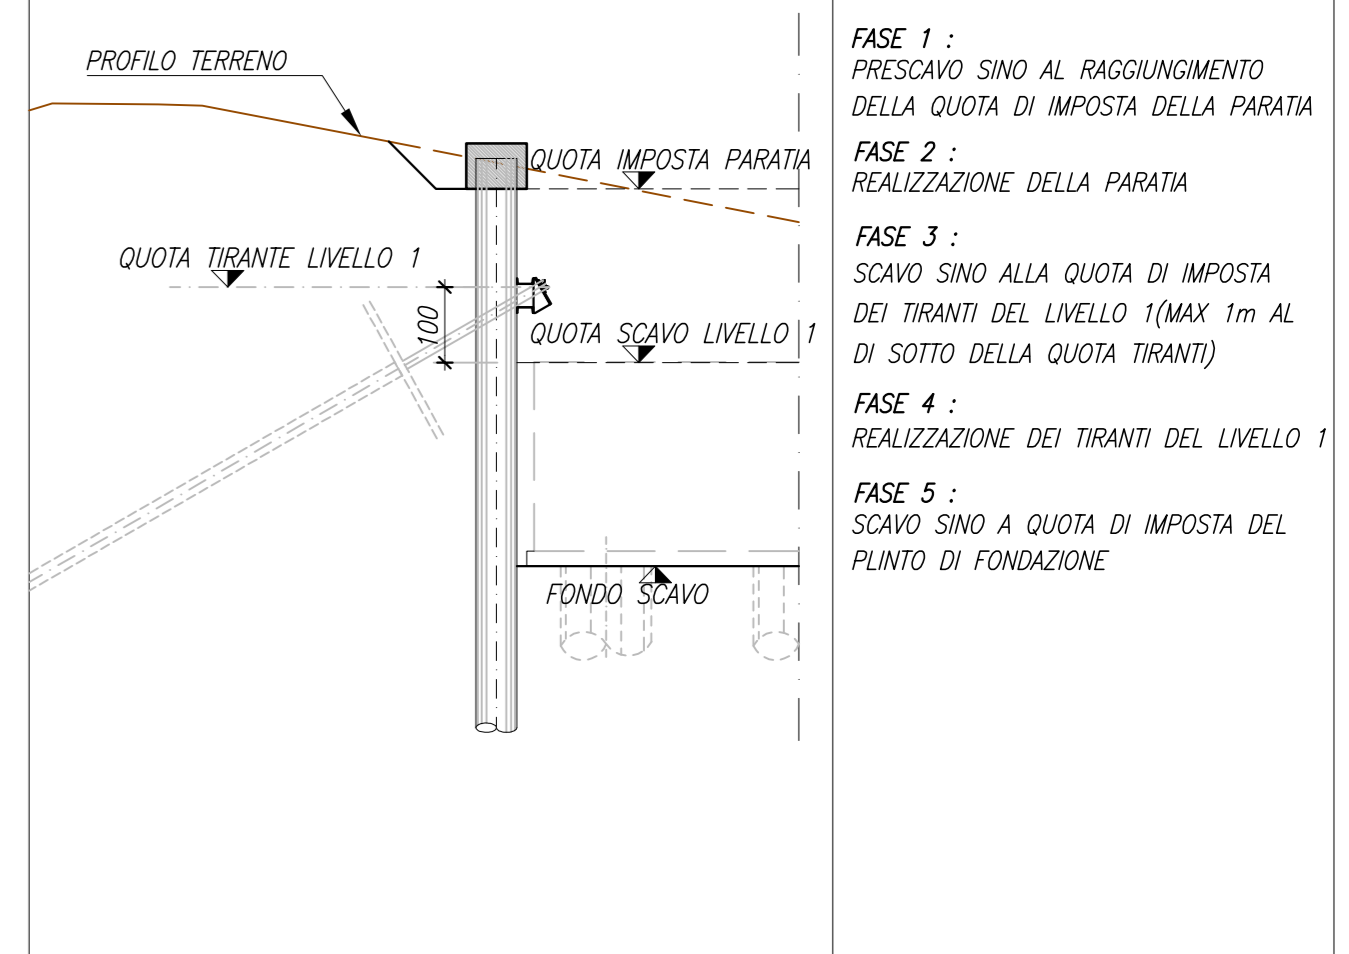 PROFILO TERRENO
QUOTA IMPOSTA PARATIA
QUOTA TIRANTE LIVELLO 1
100
QUOTA SCAVO LIVELLO 1
FONDO SCAVO
FASE 1 :
PRESCAVO SINO AL RAGGIUNGIMENTO
DELLA QUOTA DI IMPOSTA DELLA PARATIA
FASE 2 :
REALIZZAZIONE DELLA PARATIA
FASE 3 :
SCAVO SINO ALLA QUOTA DI IMPOSTA
DEI TIRANTI DEL LIVELLO 1(MAX 1m AL
DI SOTTO DELLA QUOTA TIRANTI)
FASE 4 :
REALIZZAZIONE DEI TIRANTI DEL LIVELLO 1
FASE 5 :
SCAVO SINO A QUOTA DI IMPOSTA DEL
PLINTO DI FONDAZIONE